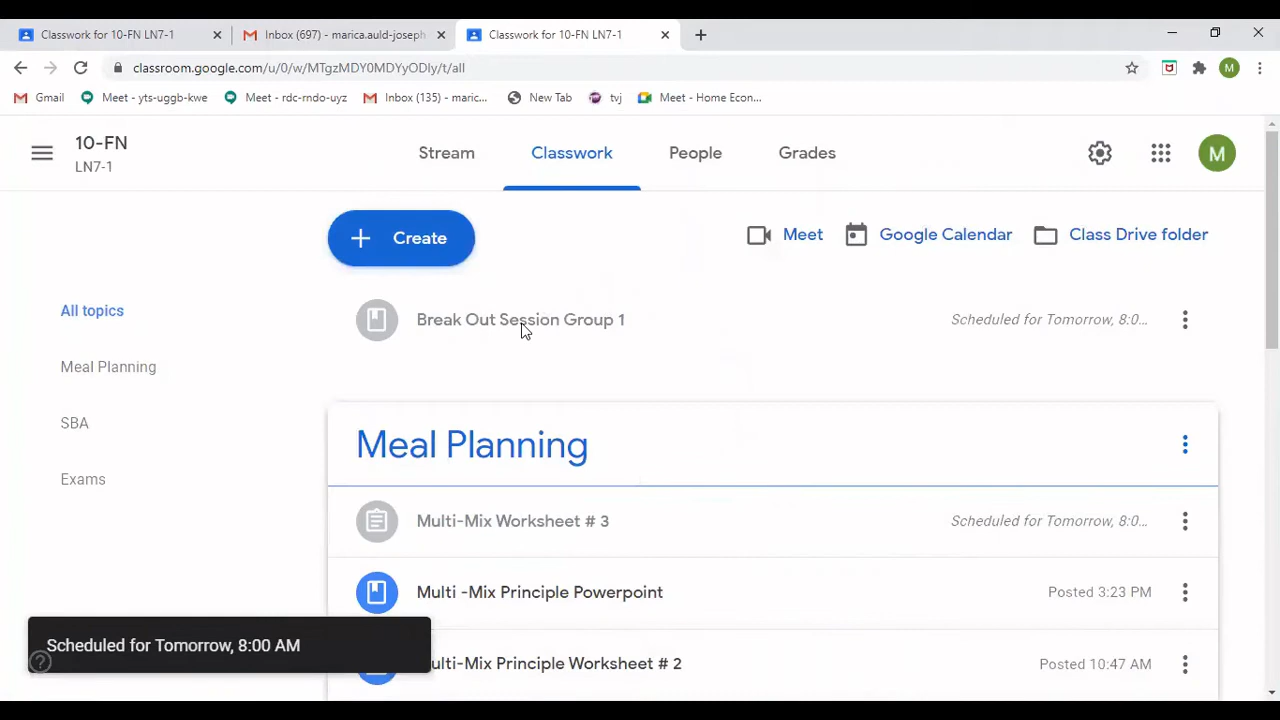 Classwork for 10-FN LN7-1
Inbox (697) - marica.auld-joseph
Classwork for 10-FN LN7-1
classroom.google.com/u/0/w/MTgzMDY0MDYyODly/t/all
M
Gmail
Meet - yts-uggb-kwe
Meet - rdc-rndo-uyz
Inbox (135) - maric...
New Tab
tvj
Meet - Home Econ...
10-FN
LN7-1
Stream
Classwork
People
Grades
M
Create
Meet
Google Calendar
Class Drive folder
All topics
Meal Planning
SBA
Exams
Break Out Session Group 1
Scheduled for Tomorrow, 8:0...
Meal Planning
Multi-Mix Worksheet # 3
Scheduled for Tomorrow, 8:0...
Multi -Mix Principle Powerpoint
Posted 3:23 PM
ulti-Mix Principle Worksheet # 2
Posted 10:47 AM
Scheduled for Tomorrow, 8:00 AM
?